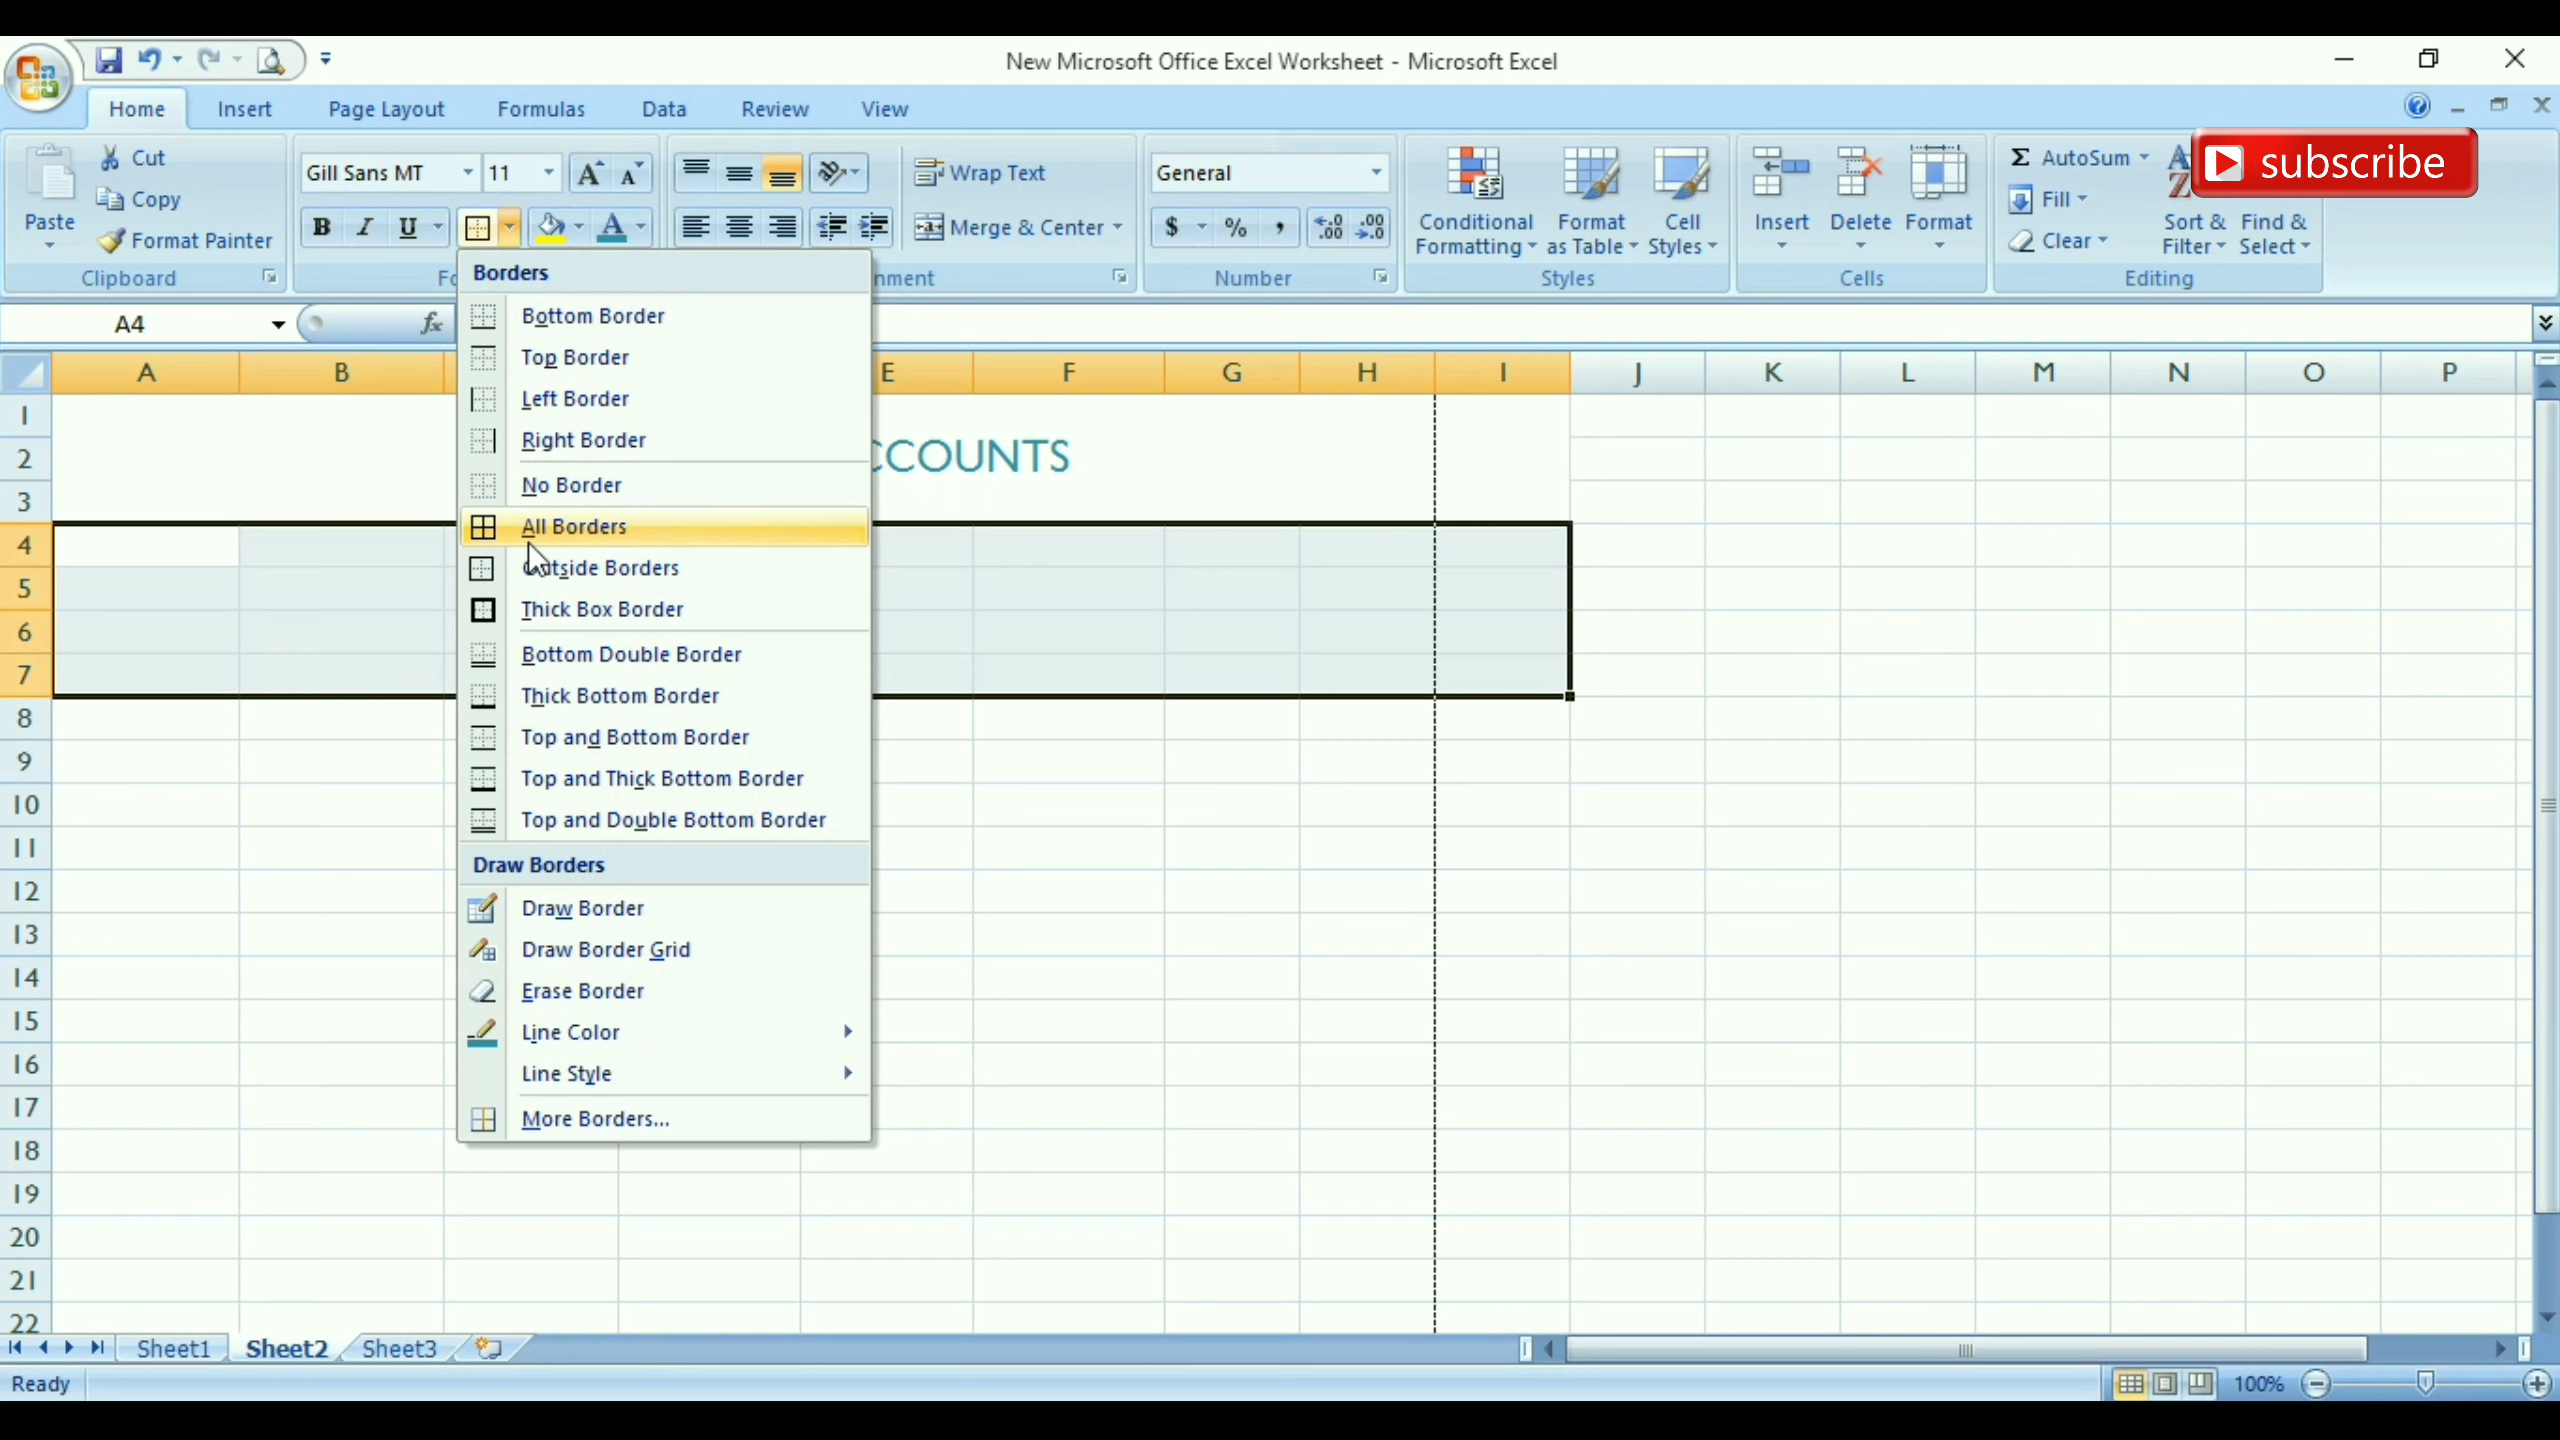 New Microsoft Office Excel Worksheet - Microsoft Excel
Home Insert Page Layout Formulas Data Review View
subscribe
Paste
Cut
Copy
Format Painter
Clipboard
Gill Sans MT 11
B I U
Wrap Text
Merge & Center
General
$ % ,
Number
Conditional Formatting
Format as Table
Cell Styles
Styles
Insert Delete Format
Cells
Σ AutoSum
Fill
Clear
Sort & Filter
Find & Select
Editing
A4
fx
Borders
Bottom Border
Top Border
Left Border
Right Border
No Border
All Borders
Outside Borders
Thick Box Border
Bottom Double Border
Thick Bottom Border
Top and Bottom Border
Top and Thick Bottom Border
Top and Double Bottom Border
Draw Borders
Draw Border
Draw Border Grid
Erase Border
Line Color
Line Style
More Borders...
A B E F G H I J K L M N O P
1
2
3
4
5
6
7
8
9
10
11
12
13
14
15
16
17
18
19
20
21
22
Sheet1 Sheet2 Sheet3
Ready
100%